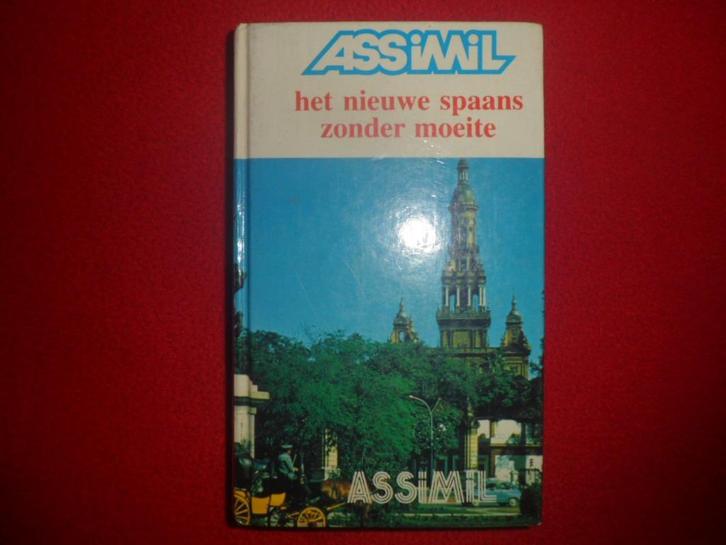 ASSiMiL
het nieuwe spaans
zonder moeite
ASSiMiL